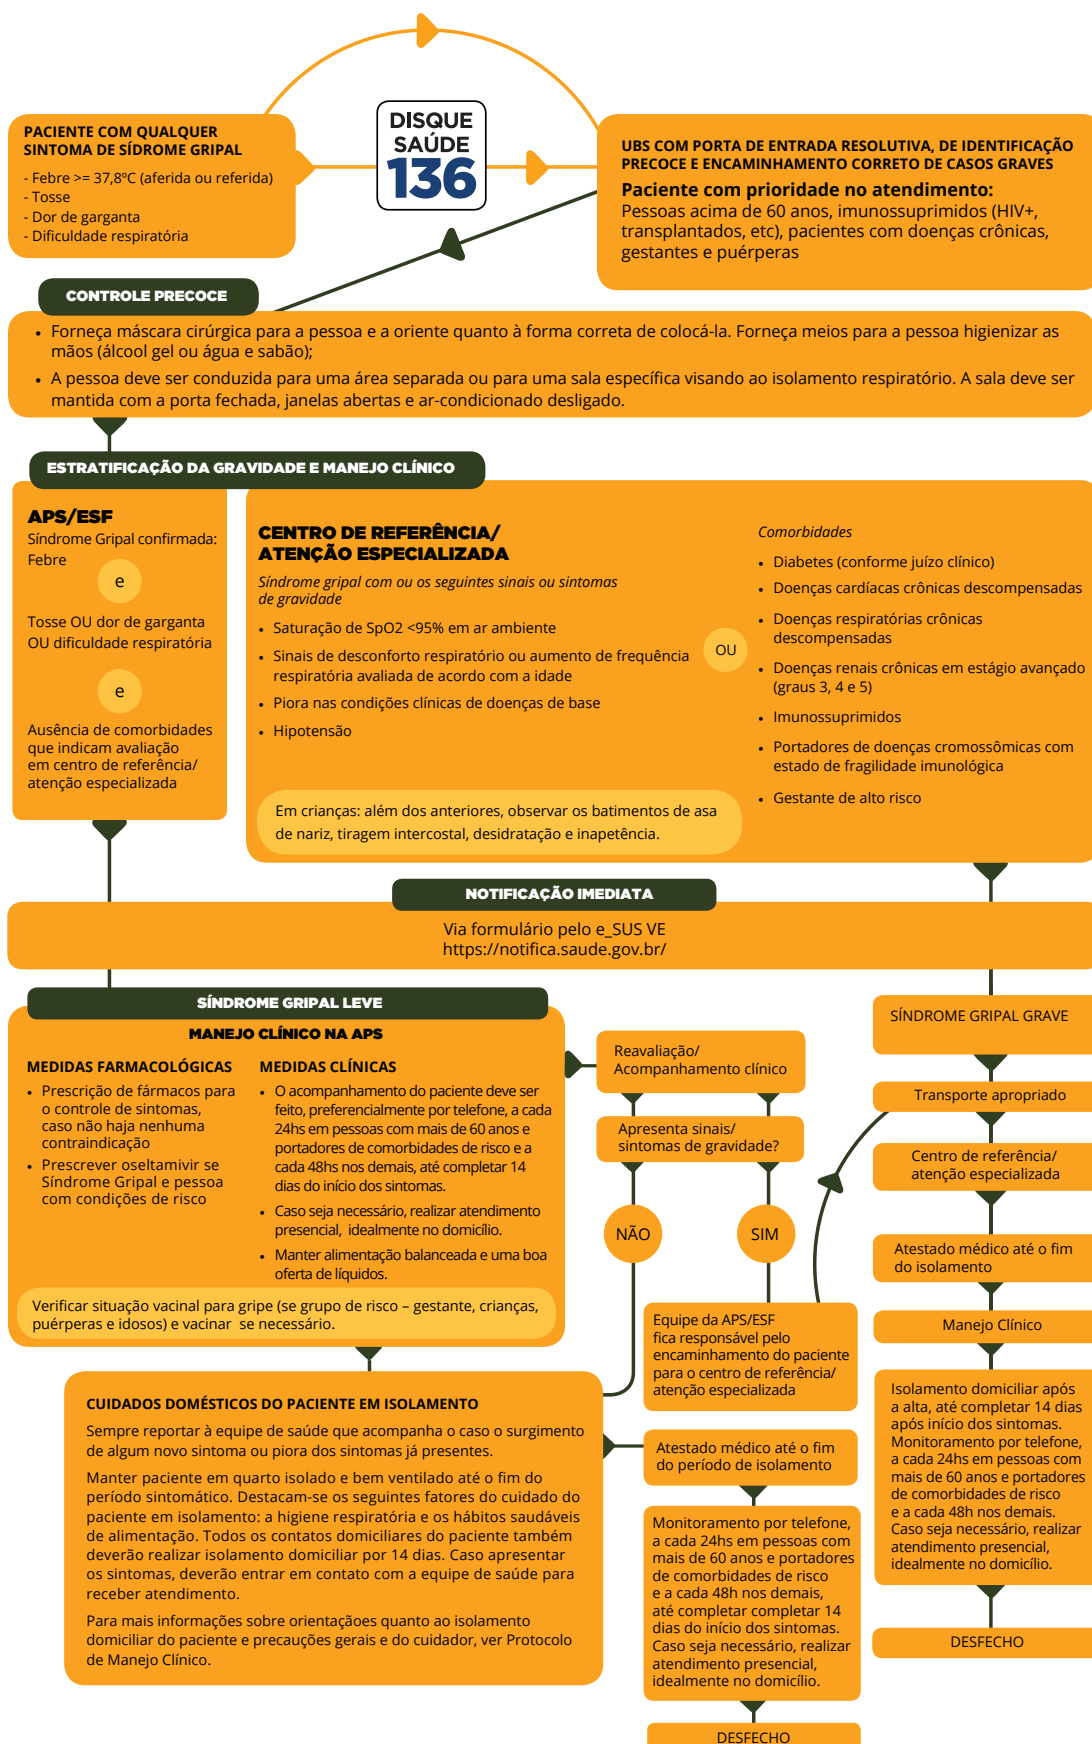 DISQUE
SAÚDE
136
PACIENTE COM QUALQUER
SINTOMA DE SÍDROME GRIPAL
- Febre >= 37,8ºC (aferida ou referida)
- Tosse
- Dor de garganta
- Dificuldade respiratória
UBS COM PORTA DE ENTRADA RESOLUTIVA, DE IDENTIFICAÇÃO
PRECOCE E ENCAMINHAMENTO CORRETO DE CASOS GRAVES
Paciente com prioridade no atendimento:
Pessoas acima de 60 anos, imunossuprimidos (HIV+,
transplantados, etc), pacientes com doenças crônicas,
gestantes e puérperas
CONTROLE PRECOCE
• Forneça máscara cirúrgica para a pessoa e a oriente quanto à forma correta de colocá-la. Forneça meios para a pessoa higienizar as
mãos (álcool gel ou água e sabão);
• A pessoa deve ser conduzida para uma área separada ou para uma sala específica visando ao isolamento respiratório. A sala deve ser
mantida com a porta fechada, janelas abertas e ar-condicionado desligado.
ESTRATIFICAÇÃO DA GRAVIDADE E MANEJO CLÍNICO
APS/ESF
Síndrome Gripal confirmada:
Febre
e
Tosse OU dor de garganta
OU dificuldade respiratória
e
Ausência de comorbidades
que indicam avaliação
em centro de referência/
atenção especializada
CENTRO DE REFERÊNCIA/
ATENÇÃO ESPECIALIZADA
Síndrome gripal com ou os seguintes sinais ou sintomas
de gravidade
• Saturação de SpO2 <95% em ar ambiente
• Sinais de desconforto respiratório ou aumento de frequência
respiratória avaliada de acordo com a idade
• Piora nas condições clínicas de doenças de base
• Hipotensão
Em crianças: além dos anteriores, observar os batimentos de asa
de nariz, tiragem intercostal, desidratação e inapetência.
OU
Comorbidades
• Diabetes (conforme juízo clínico)
• Doenças cardíacas crônicas descompensadas
• Doenças respiratórias crônicas
descompensadas
• Doenças renais crônicas em estágio avançado
(graus 3, 4 e 5)
• Imunossuprimidos
• Portadores de doenças cromossômicas com
estado de fragilidade imunológica
• Gestante de alto risco
NOTIFICAÇÃO IMEDIATA
Via formulário pelo e_SUS VE
https://notifica.saude.gov.br/
SÍNDROME GRIPAL LEVE
MANEJO CLÍNICO NA APS
MEDIDAS FARMACOLÓGICAS
• Prescrição de fármacos para
o controle de sintomas,
caso não haja nenhuma
contraindicação
• Prescrever oseltamivir se
Síndrome Gripal e pessoa
com condições de risco
MEDIDAS CLÍNICAS
• O acompanhamento do paciente deve ser
feito, preferencialmente por telefone, a cada
24hs em pessoas com mais de 60 anos e
portadores de comorbidades de risco e a
cada 48hs nos demais, até completar 14
dias do início dos sintomas.
• Caso seja necessário, realizar atendimento
presencial, idealmente no domicílio.
• Manter alimentação balanceada e uma boa
oferta de líquidos.
Verificar situação vacinal para gripe (se grupo de risco – gestante, crianças,
puérperas e idosos) e vacinar se necessário.
Reavaliação/
Acompanhamento clínico
Apresenta sinais/
sintomas de gravidade?
NÃO
SIM
Equipe da APS/ESF
fica responsável pelo
encaminhamento do paciente
para o centro de referência/
atenção especializada
CUIDADOS DOMÉSTICOS DO PACIENTE EM ISOLAMENTO
Sempre reportar à equipe de saúde que acompanha o caso o surgimento
de algum novo sintoma ou piora dos sintomas já presentes.
Manter paciente em quarto isolado e bem ventilado até o fim do
período sintomático. Destacam-se os seguintes fatores do cuidado do
paciente em isolamento: a higiene respiratória e os hábitos saudáveis
de alimentação. Todos os contatos domiciliares do paciente também
deverão realizar isolamento domiciliar por 14 dias. Caso apresentar
os sintomas, deverão entrar em contato com a equipe de saúde para
receber atendimento.
Para mais informações sobre orientaçãoes quanto ao isolamento
domiciliar do paciente e precauções gerais e do cuidador, ver Protocolo
de Manejo Clínico.
Atestado médico até o fim
do período de isolamento
Monitoramento por telefone,
a cada 24hs em pessoas com
mais de 60 anos e portadores
de comorbidades de risco
e a cada 48h nos demais,
até completar completar 14
dias do início dos sintomas.
Caso seja necessário, realizar
atendimento presencial,
idealmente no domicílio.
DESFECHO
SÍNDROME GRIPAL GRAVE
Transporte apropriado
Centro de referência/
atenção especializada
Atestado médico até o fim
do isolamento
Manejo Clínico
Isolamento domiciliar após
a alta, até completar 14 dias
após início dos sintomas.
Monitoramento por telefone,
a cada 24hs em pessoas com
mais de 60 anos e portadores
de comorbidades de risco
e a cada 48h nos demais.
Caso seja necessário, realizar
atendimento presencial,
idealmente no domicílio.
DESFECHO